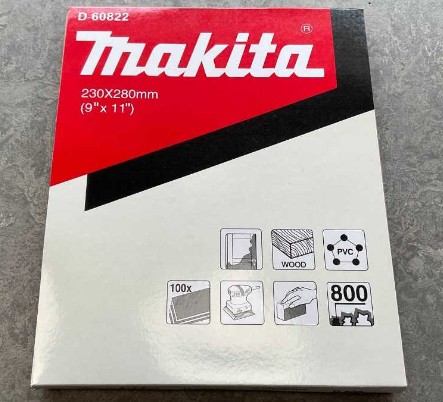 D-60822
makita®
230X280mm
(9"x 11")
WOOD
PVC
100x
800